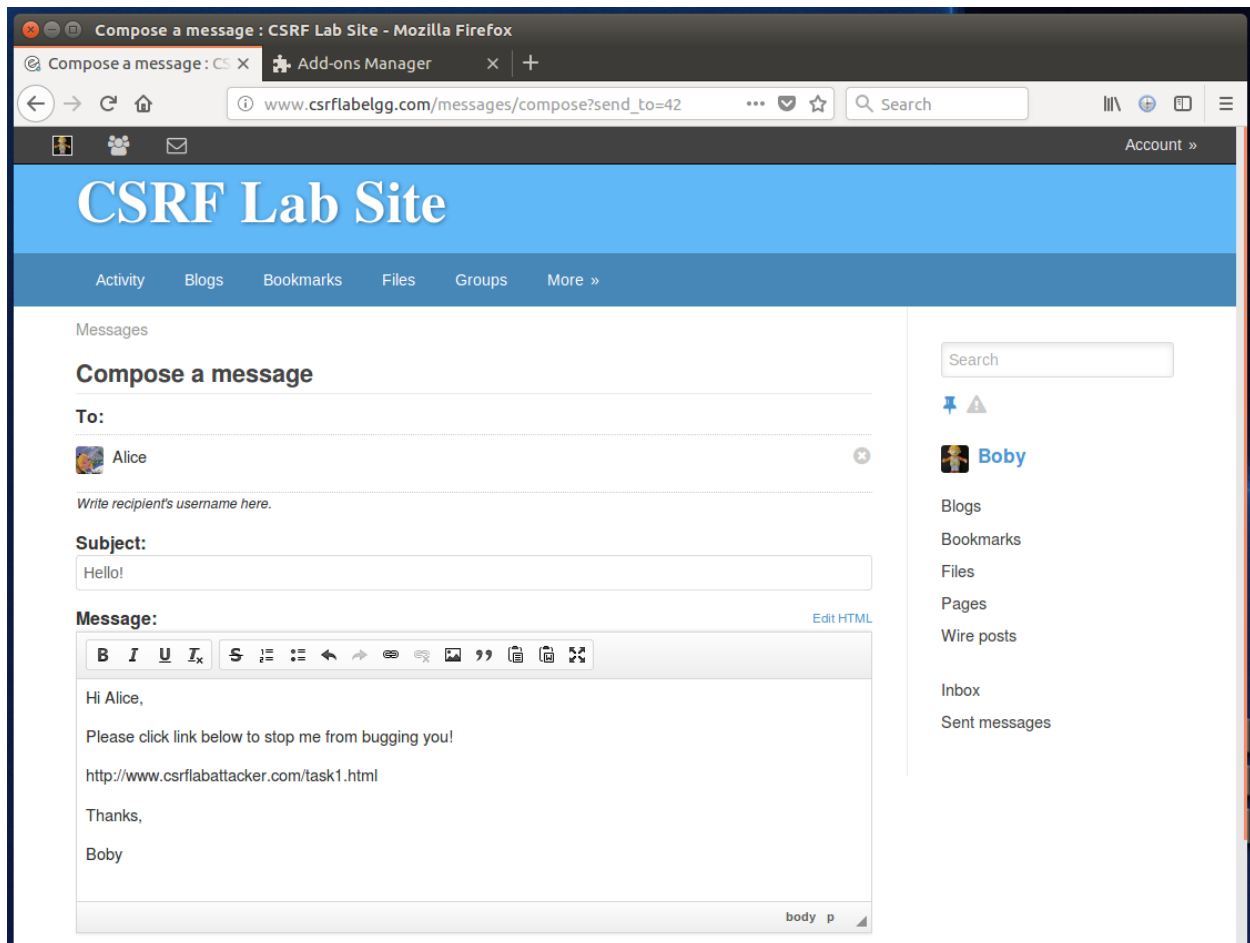 Compose a message : CSRF Lab Site - Mozilla Firefox
Compose a message : CS
Add-ons Manager
www.csrflabelgg.com/messages/compose?send_to=42
Search
Account »
CSRF Lab Site
Activity Blogs Bookmarks Files Groups More »
Messages
Compose a message
To:
Alice
Write recipient's username here.
Subject:
Hello!
Message:
Edit HTML
B I U Ix S
Hi Alice,
Please click link below to stop me from bugging you!
http://www.csrflabattacker.com/task1.html
Thanks,
Boby
body p
Search
Boby
Blogs
Bookmarks
Files
Pages
Wire posts
Inbox
Sent messages